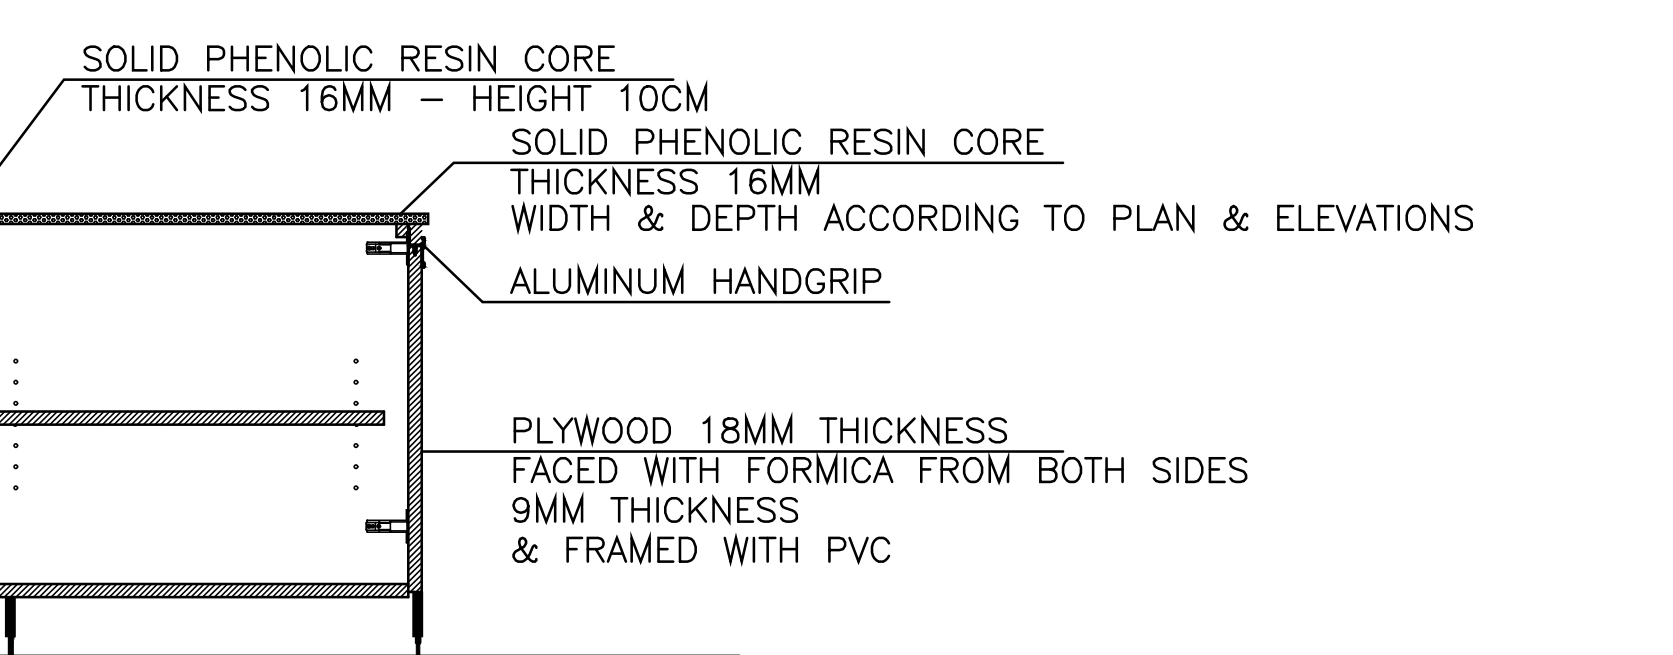 SOLID PHENOLIC RESIN CORE
THICKNESS 16MM - HEIGHT 10CM
SOLID PHENOLIC RESIN CORE
THICKNESS 16MM
WIDTH & DEPTH ACCORDING TO PLAN & ELEVATIONS
ALUMINUM HANDGRIP
PLYWOOD 18MM THICKNESS
FACED WITH FORMICA FROM BOTH SIDES
9MM THICKNESS
& FRAMED WITH PVC